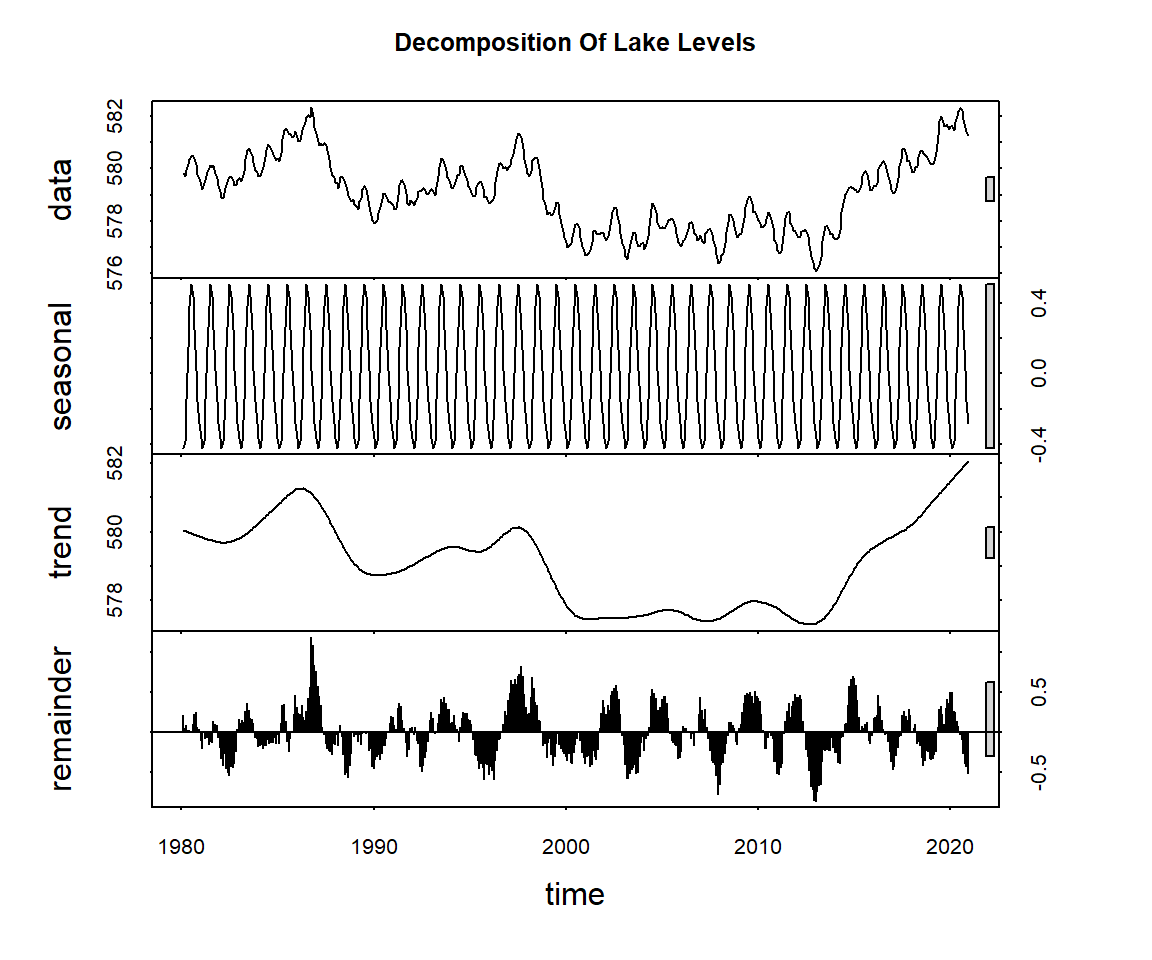 Decomposition Of Lake Levels
data
576 578 580 582
seasonal
-0.4 0.0 0.4
trend
578 580 582
remainder
-0.5 0.5
1980 1990 2000 2010 2020
time